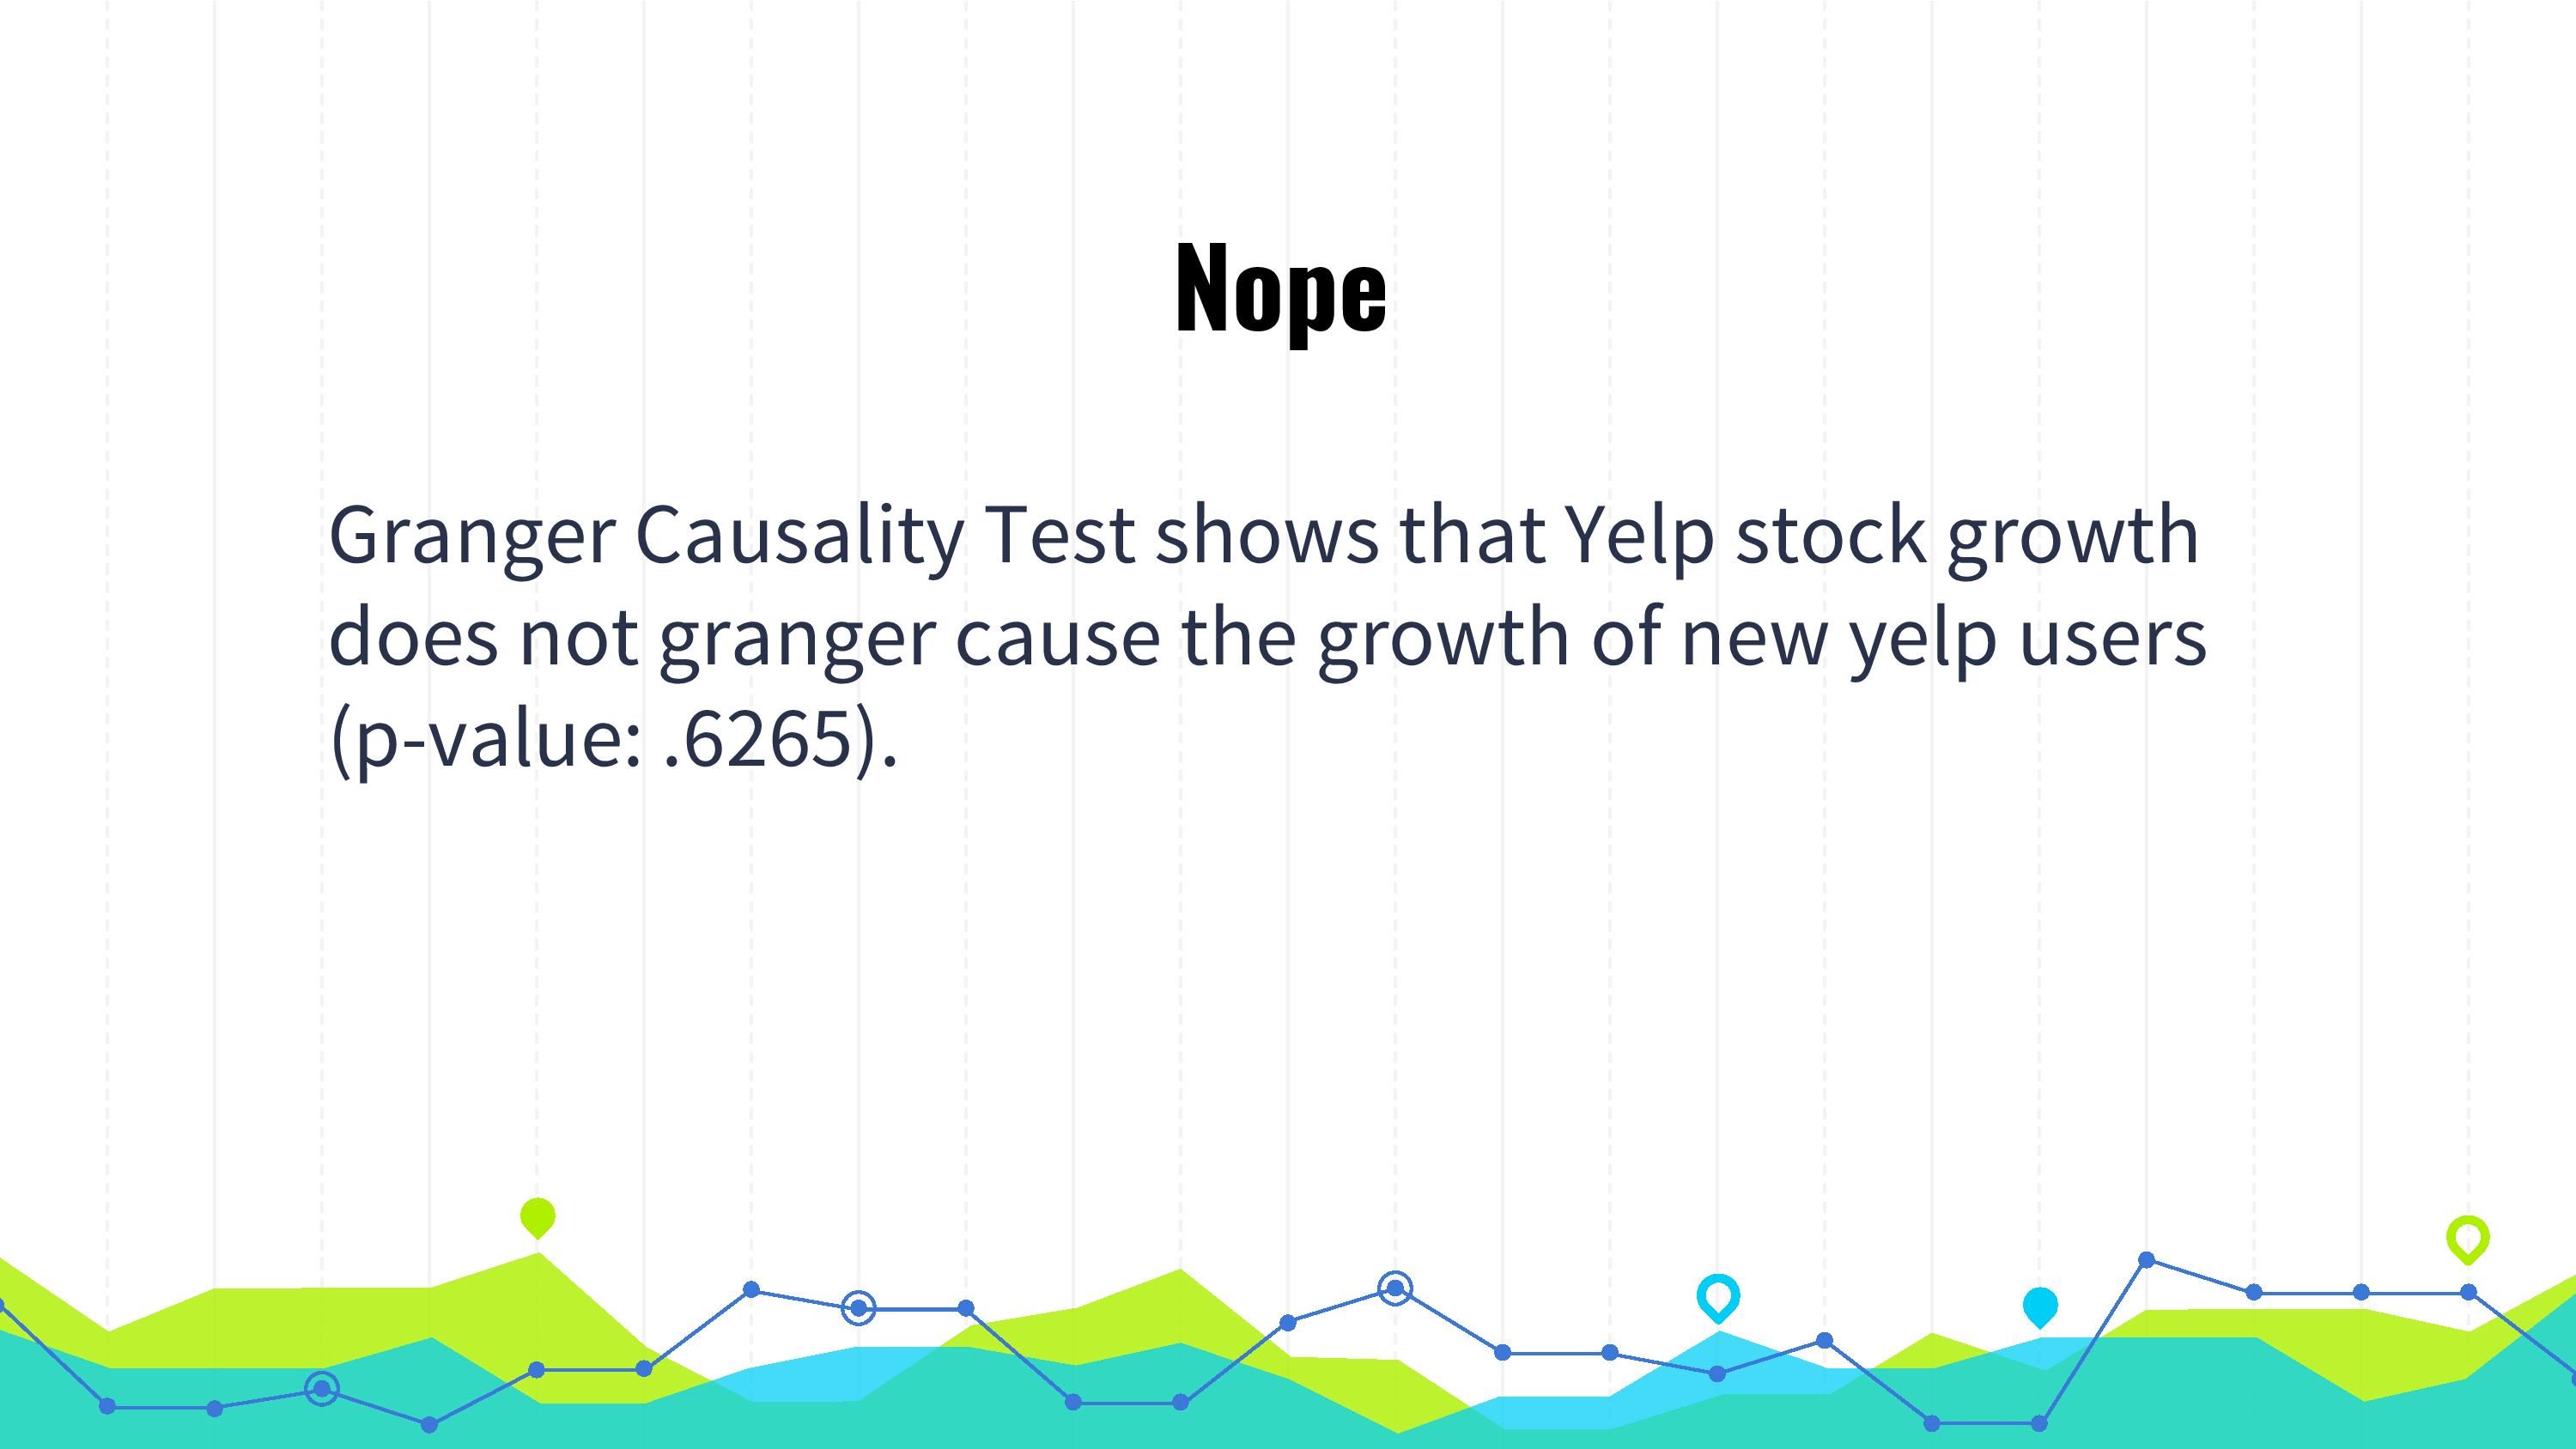 Nope
Granger Causality Test shows that Yelp stock growth
does not granger cause the growth of new yelp users
(p-value: .6265).